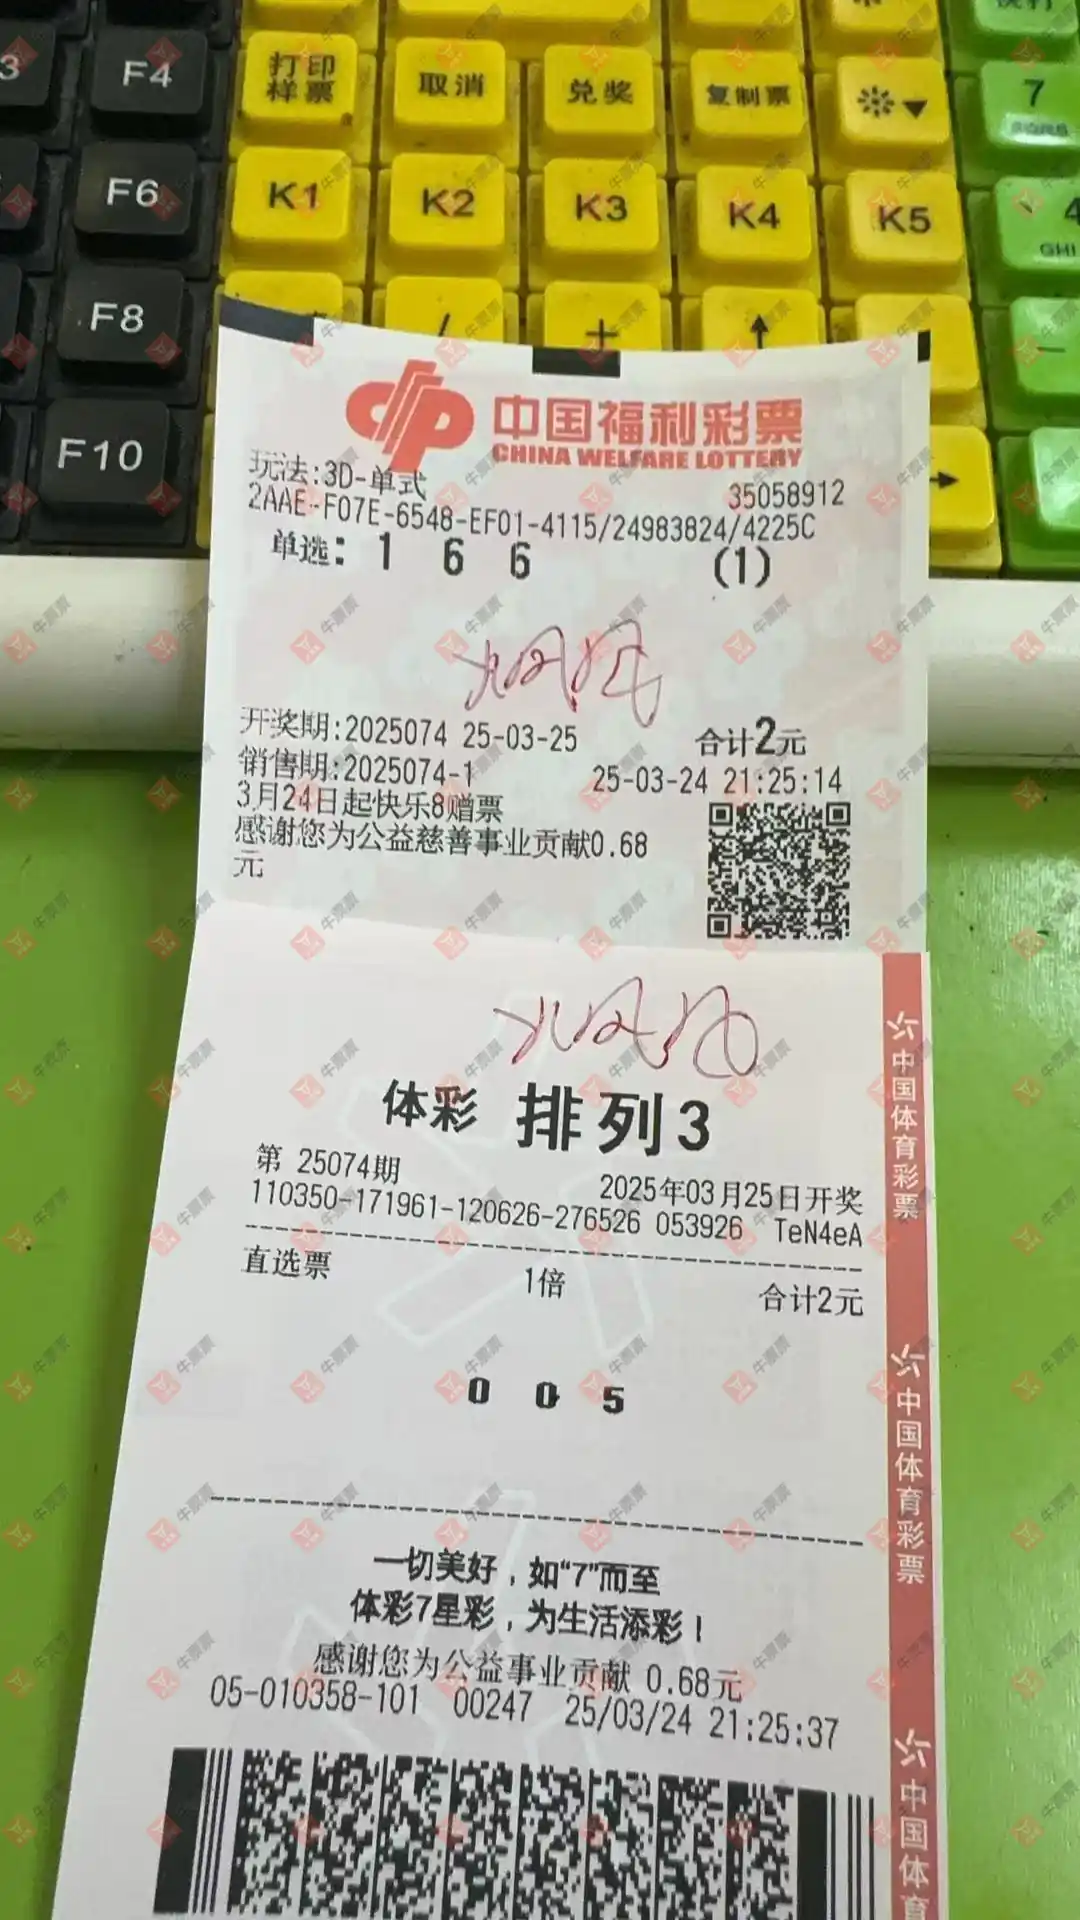 3 F4 打印样票 取消 兑奖 复制票 ▼ 7
F6 K1 K2 K3 K4 K5 4
GHI
F8 + ↑ -
F10 →
中国福利彩票
CHINA WELFARE LOTTERY
玩法:3D-单式 35058912
2AAE-F07E-6548-EF01-4115/24983824/4225C
单选: 1 6 6 (1)
开奖期:2025074 25-03-25 合计2元
销售期:2025074-1 25-03-24 21:25:14
3月24日起快乐8赠票
感谢您为公益慈善事业贡献0.68
元
体彩 排列3
第 25074期 2025年03月25日开奖
110350-171961-120626-276526 053926 TeN4eA
直选票 1倍 合计2元
0 0 5
一切美好，如“7”而至
体彩7星彩，为生活添彩！
感谢您为公益事业贡献 0.68元
05-010358-101 00247 25/03/24 21:25:37
中国体育彩票
中国体育彩票
中国体育
牛票票